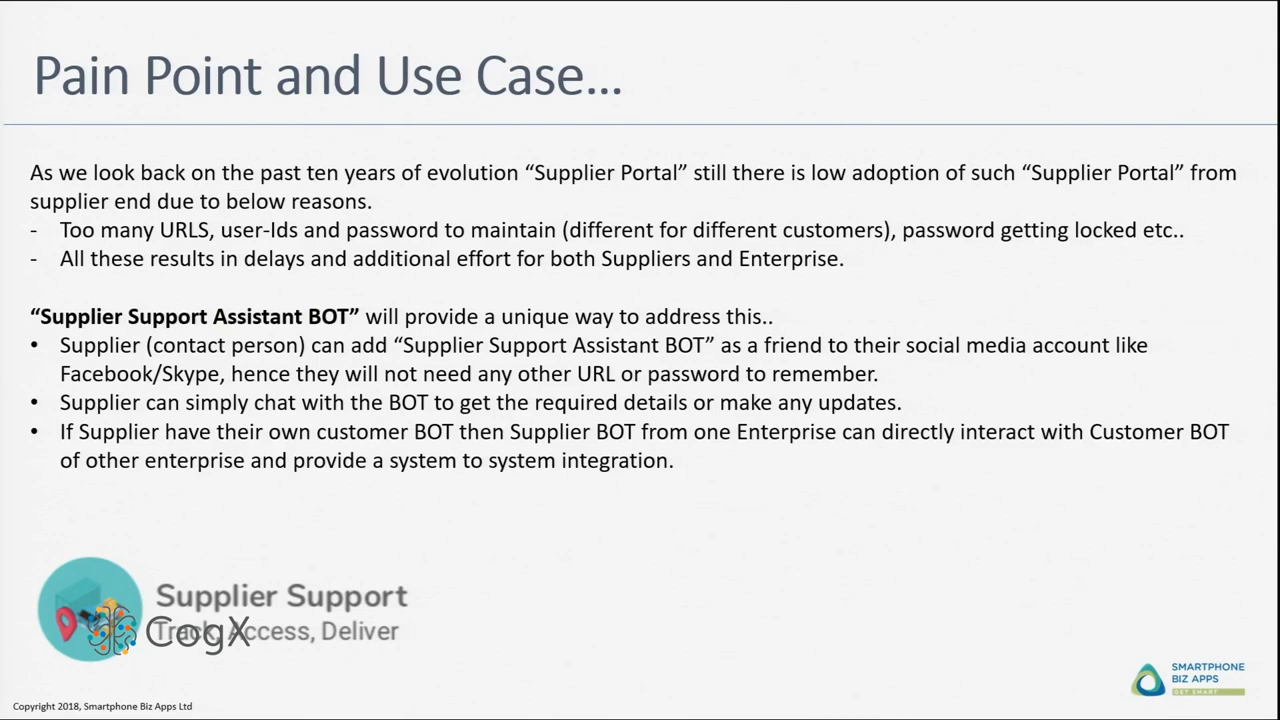 Pain Point and Use Case...
As we look back on the past ten years of evolution “Supplier Portal” still there is low adoption of such “Supplier Portal” from
supplier end due to below reasons.
- Too many URLS, user-Ids and password to maintain (different for different customers), password getting locked etc..
- All these results in delays and additional effort for both Suppliers and Enterprise.
“Supplier Support Assistant BOT” will provide a unique way to address this..
• Supplier (contact person) can add “Supplier Support Assistant BOT” as a friend to their social media account like
Facebook/Skype, hence they will not need any other URL or password to remember.
• Supplier can simply chat with the BOT to get the required details or make any updates.
• If Supplier have their own customer BOT then Supplier BOT from one Enterprise can directly interact with Customer BOT
of other enterprise and provide a system to system integration.
Supplier Support
Track, Access, Deliver
CogX
SMARTPHONE
BIZ APPS
GET SMART
Copyright 2018, Smartphone Biz Apps Ltd